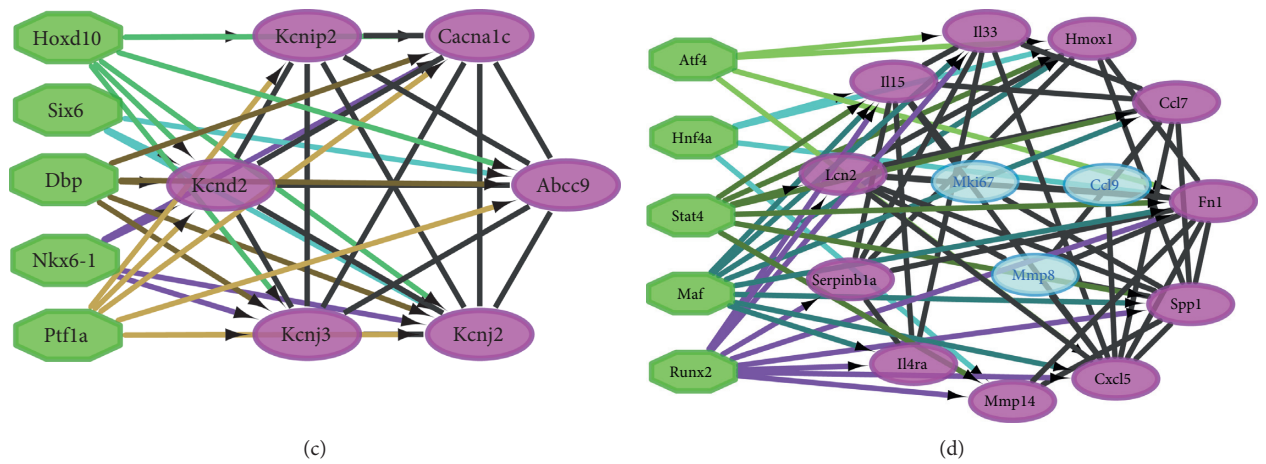 Hoxd10
Kcnip2
Cacna1c
Six6
Dbp
Kcnd2
Abcc9
Nkx6-1
Ptf1a
Kcnj3
Kcnj2
(c)
Atf4
Il33
Hmox1
Il15
Ccl7
Hnf4a
Lcn2
Mki67
Ccl9
Fn1
Stat4
Serpinb1a
Mmp8
Maf
Spp1
Runx2
Il4ra
Cxcl5
Mmp14
(d)